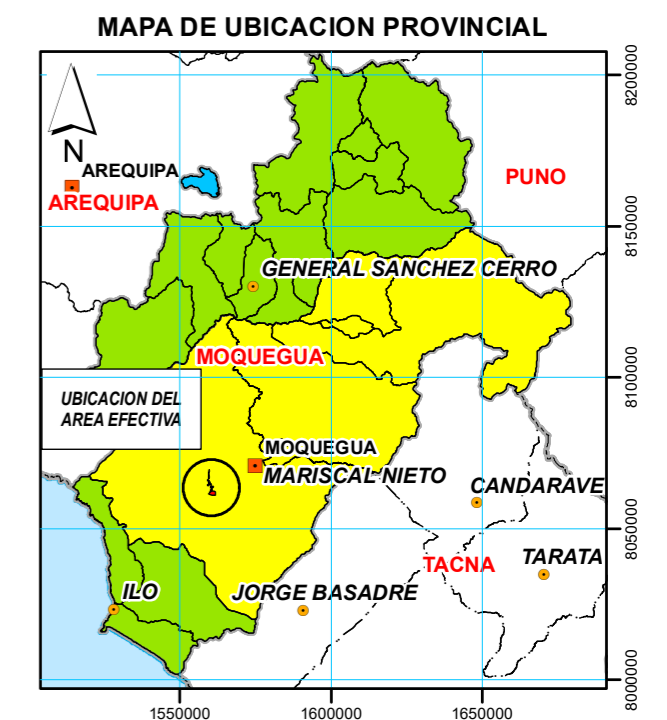 MAPA DE UBICACION PROVINCIAL
8200000
N
AREQUIPA
AREQUIPA
PUNO
8150000
GENERAL SANCHEZ CERRO
MOQUEGUA
8100000
UBICACION DEL
AREA EFECTIVA
MOQUEGUA
MARISCAL NIETO
CANDARAVE
8050000
TACNA
TARATA
ILO
JORGE BASADRE
8000000
1550000
1600000
1650000